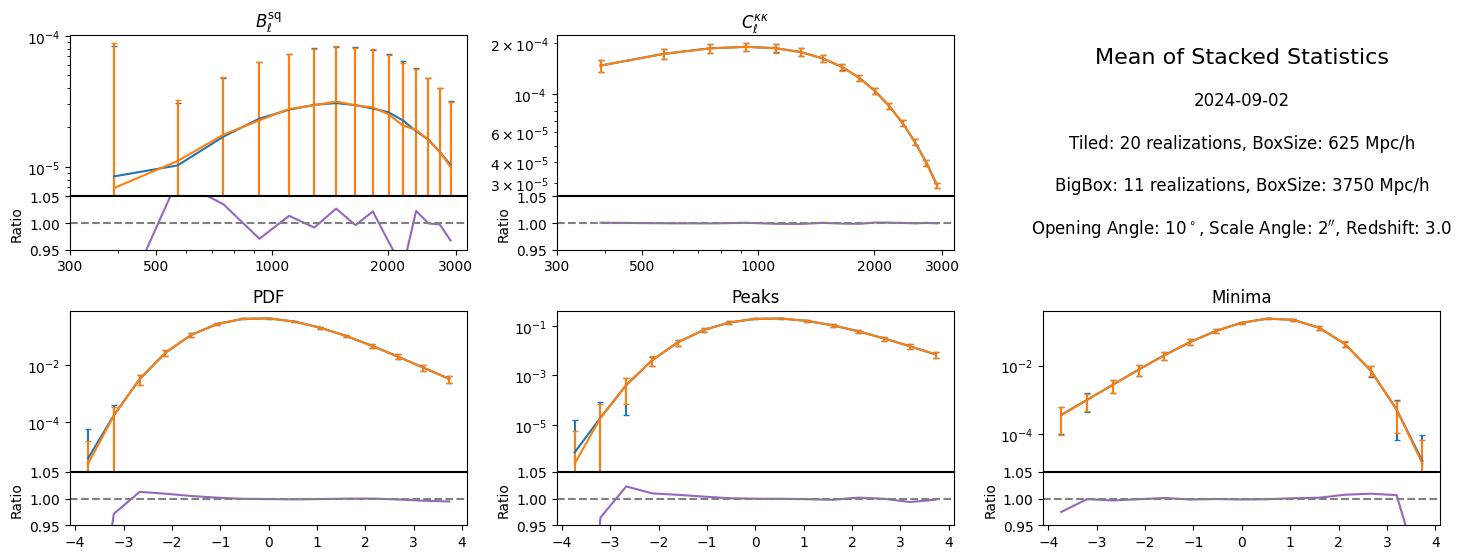 $B_\ell^{\rm sq}$
10⁻⁴
10⁻⁵
Ratio
1.05
1.00
0.95
300 500 1000 2000 3000
$C_\ell^{\kappa\kappa}$
2 × 10⁻⁴
10⁻⁴
6 × 10⁻⁵
4 × 10⁻⁵
3 × 10⁻⁵
Ratio
1.05
1.00
0.95
300 500 1000 2000 3000
Mean of Stacked Statistics
2024-09-02
Tiled: 20 realizations, BoxSize: 625 Mpc/h
BigBox: 11 realizations, BoxSize: 3750 Mpc/h
Opening Angle: 10°, Scale Angle: 2′′, Redshift: 3.0
PDF
10⁻²
10⁻⁴
Ratio
1.05
1.00
0.95
−4 −3 −2 −1 0 1 2 3 4
Peaks
10⁻¹
10⁻³
10⁻⁵
Ratio
1.05
1.00
0.95
−4 −3 −2 −1 0 1 2 3 4
Minima
10⁻²
10⁻⁴
Ratio
1.05
1.00
0.95
−4 −3 −2 −1 0 1 2 3 4